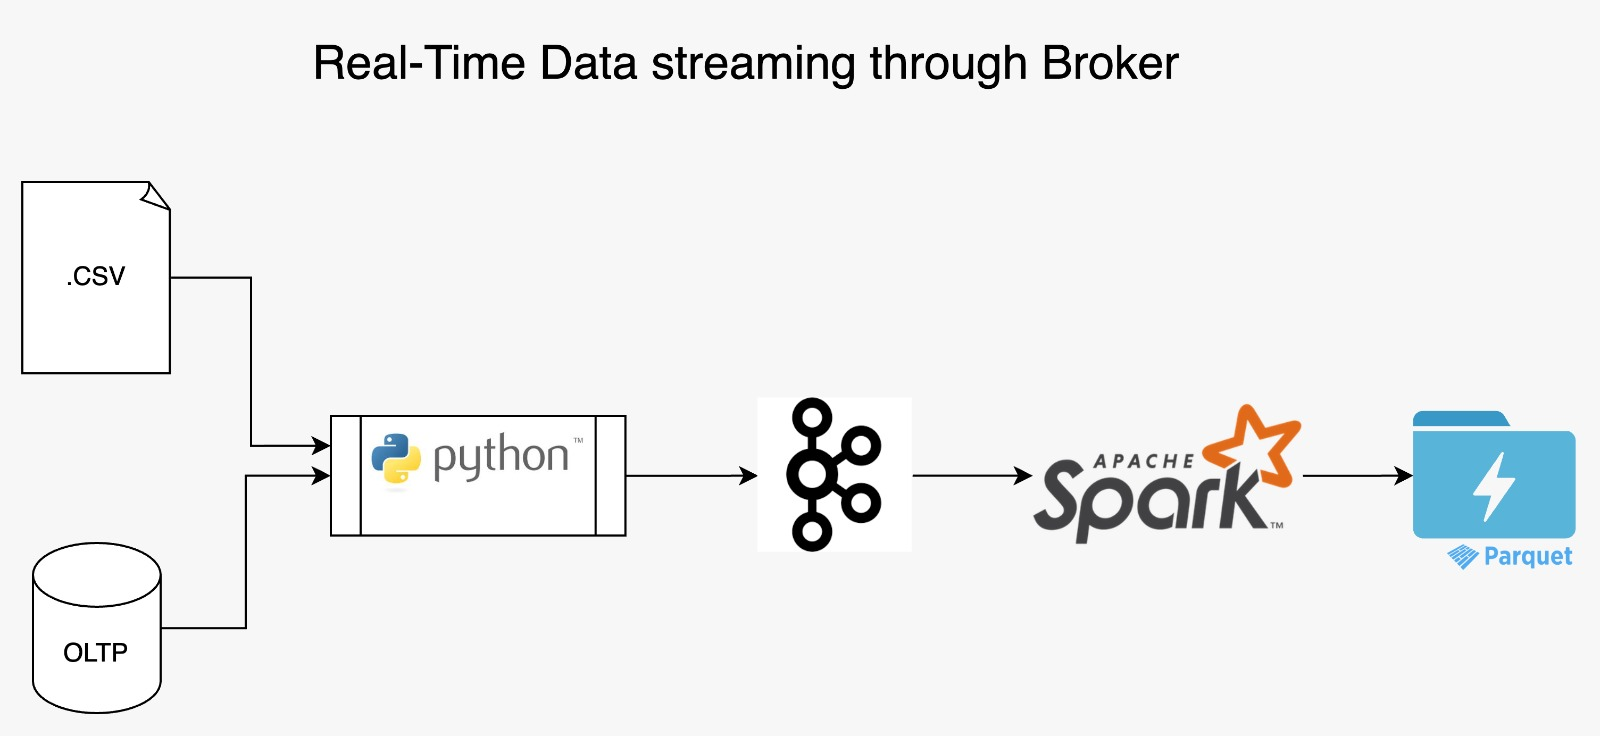 Real-Time Data streaming through Broker
.CSV
python™
APACHE
Spark™
Parquet
OLTP